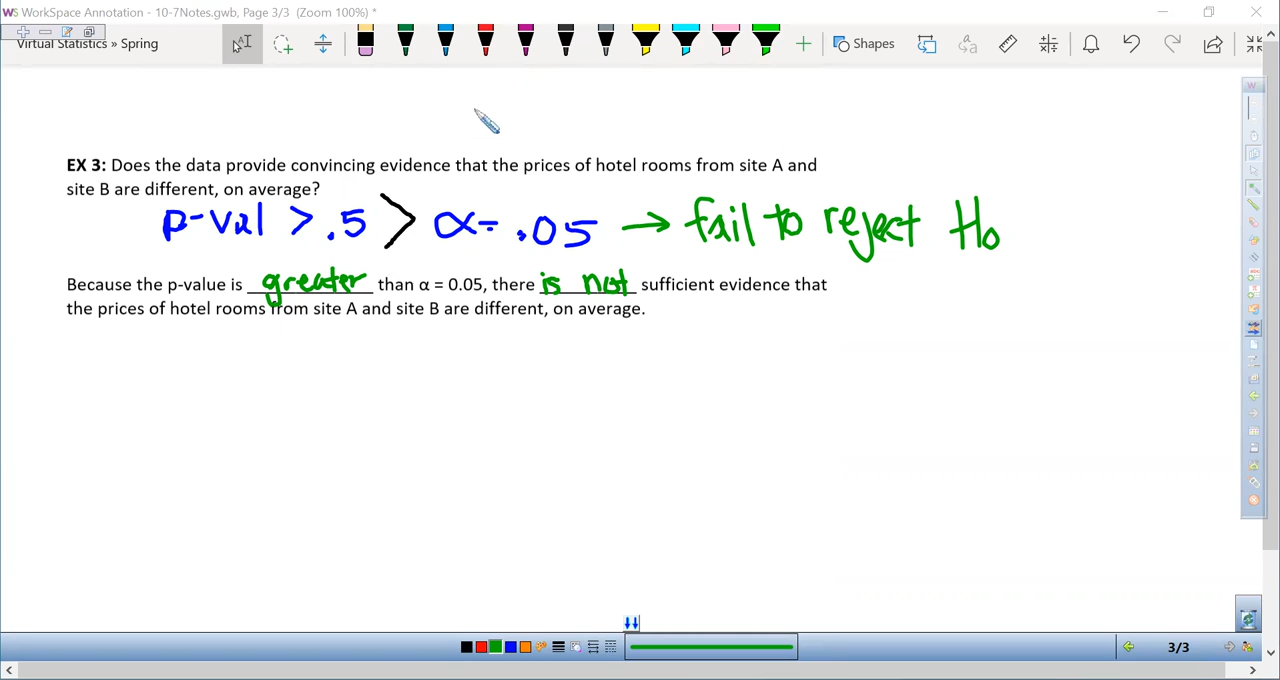 WorkSpace Annotation - 10-7Notes.gwb, Page 3/3 (Zoom 100%) *
Virtual Statistics » Spring
Shapes
EX 3: Does the data provide convincing evidence that the prices of hotel rooms from site A and
site B are different, on average?
p-val > .5 > α= .05 → fail to reject H₀
Because the p-value is greater than α = 0.05, there is not sufficient evidence that
the prices of hotel rooms from site A and site B are different, on average.
3/3